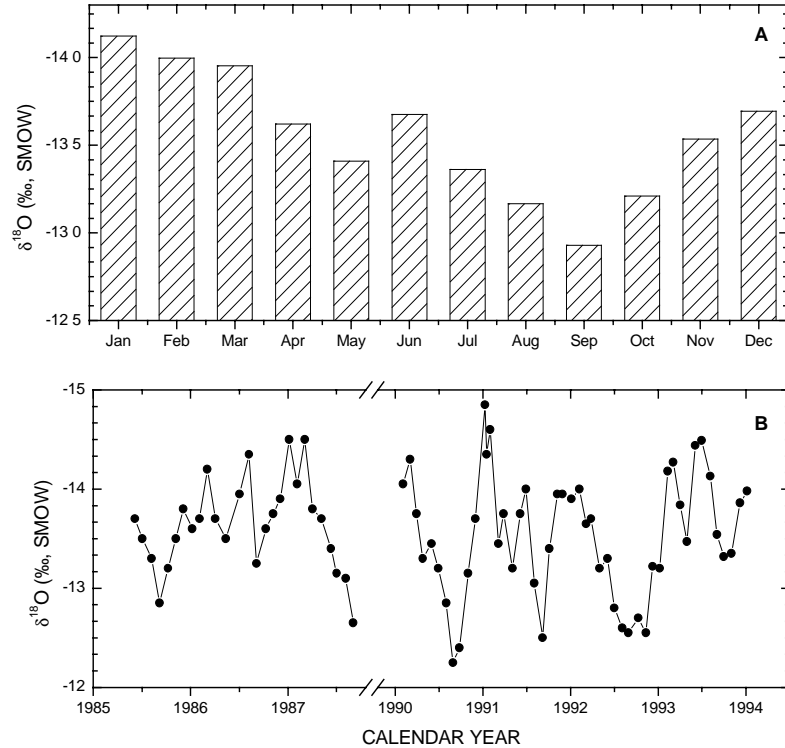 A
-14 0
-13 5
-13.0
-12 5
δ¹⁸O (‰, SMOW)
Jan Feb Mar Apr May Jun Jul Aug Sep Oct Nov Dec
B
-15
-14
-13
-12
δ¹⁸O (‰, SMOW)
1985 1986 1987 1990 1991 1992 1993 1994
CALENDAR YEAR